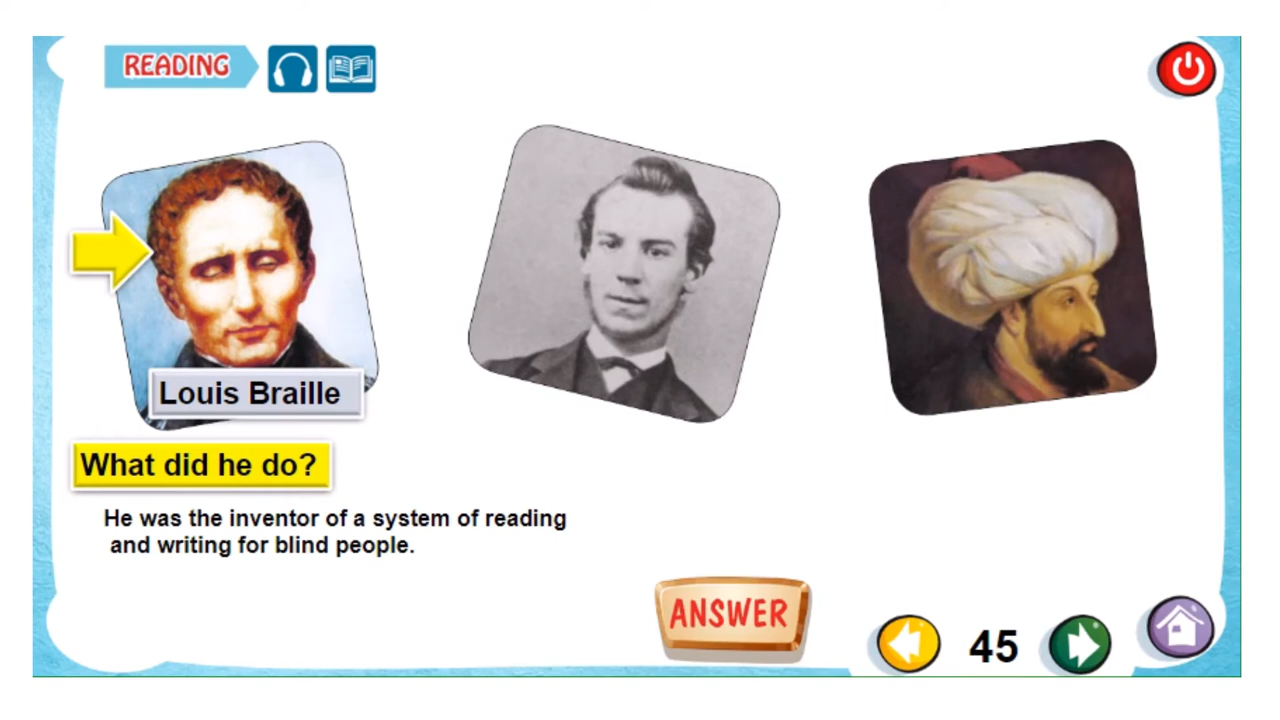 READING
Louis Braille
What did he do?
He was the inventor of a system of reading
and writing for blind people.
ANSWER
45